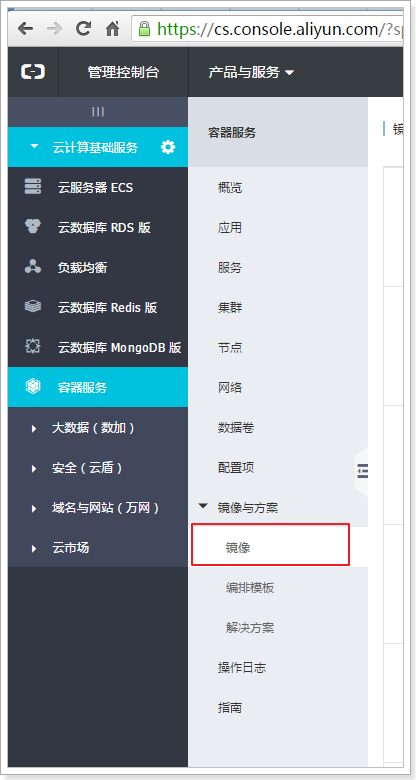 https://cs.console.aliyun.com/?sp
管理控制台
产品与服务
云计算基础服务
云服务器 ECS
云数据库 RDS 版
负载均衡
云数据库 Redis 版
云数据库 MongoDB 版
容器服务
大数据（数加）
安全（云盾）
域名与网站（万网）
云市场
容器服务
概览
应用
服务
集群
节点
网络
数据卷
配置项
镜像与方案
镜像
编排模板
解决方案
操作日志
指南